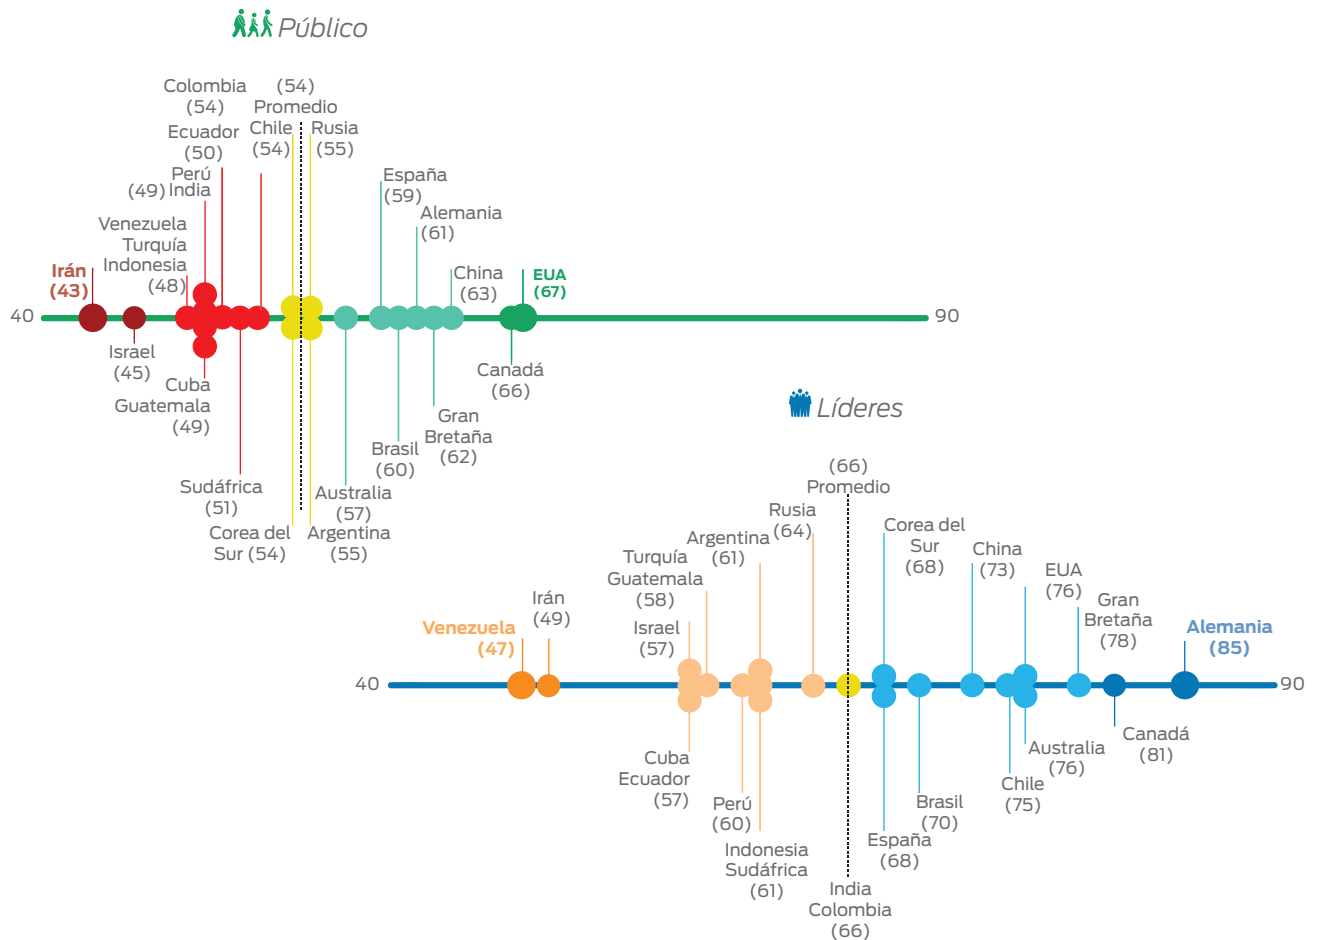 Público
Colombia
(54)
(54)
Promedio
Ecuador
(50)
Chile
(54)
Rusia
(55)
Perú
(49) India
España
(59)
Venezuela
Turquía
Indonesia
(48)
Alemania
(61)
Irán
(43)
China
(63)
EUA
(67)
40
90
Israel
(45)
Cuba
Guatemala
(49)
Canadá
(66)
Gran
Bretaña
(62)
Brasil
(60)
Sudáfrica
(51)
Australia
(57)
Corea del
Sur (54)
Argentina
(55)
Líderes
(66)
Promedio
Rusia
(64)
Corea del
Sur
(68)
Argentina
(61)
China
(73)
Turquía
Guatemala
(58)
EUA
(76)
Irán
(49)
Gran
Bretaña
(78)
Venezuela
(47)
Israel
(57)
Alemania
(85)
40
90
Cuba
Ecuador
(57)
Canadá
(81)
Australia
(76)
Chile
(75)
Perú
(60)
Brasil
(70)
Indonesia
Sudáfrica
(61)
España
(68)
India
Colombia
(66)